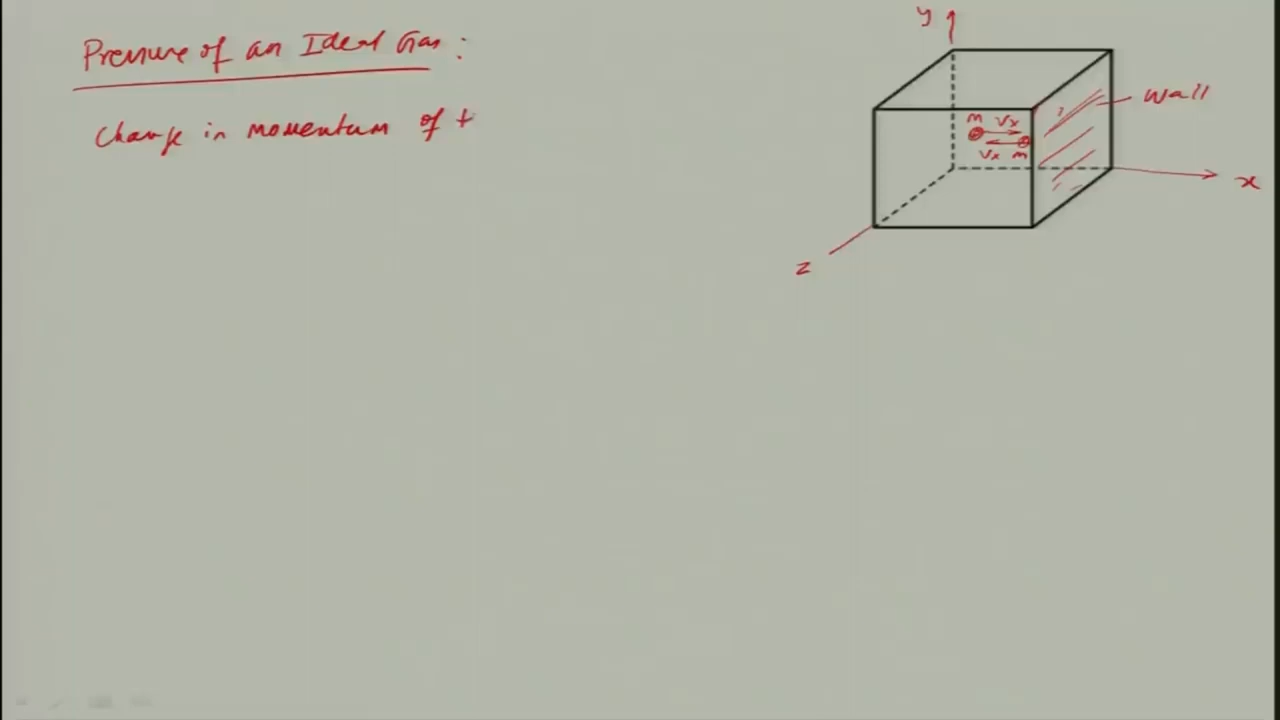 Pressure of an Ideal Gas :
Change in momentum of t
y
wall
m vx
vx m
x
z